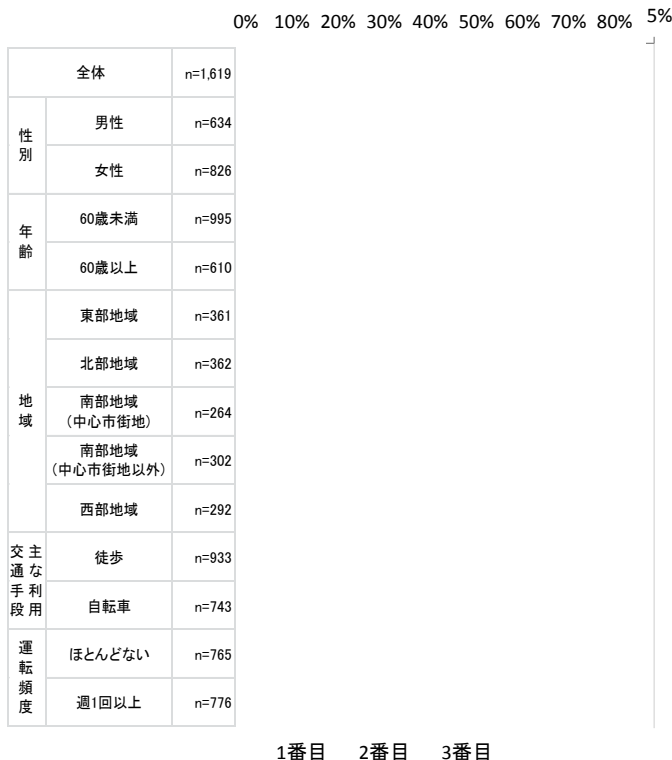 0% 10% 20% 30% 40% 50% 60% 70% 80% 5%
全体 n=1,619
性別
男性 n=634
女性 n=826
年齢
60歳未満 n=995
60歳以上 n=610
地域
東部地域 n=361
北部地域 n=362
南部地域
（中心市街地） n=264
南部地域
（中心市街地以外） n=302
西部地域 n=292
主な利用
交通手段
徒歩 n=933
自転車 n=743
運転頻度
ほとんどない n=765
週1回以上 n=776
1番目 2番目 3番目